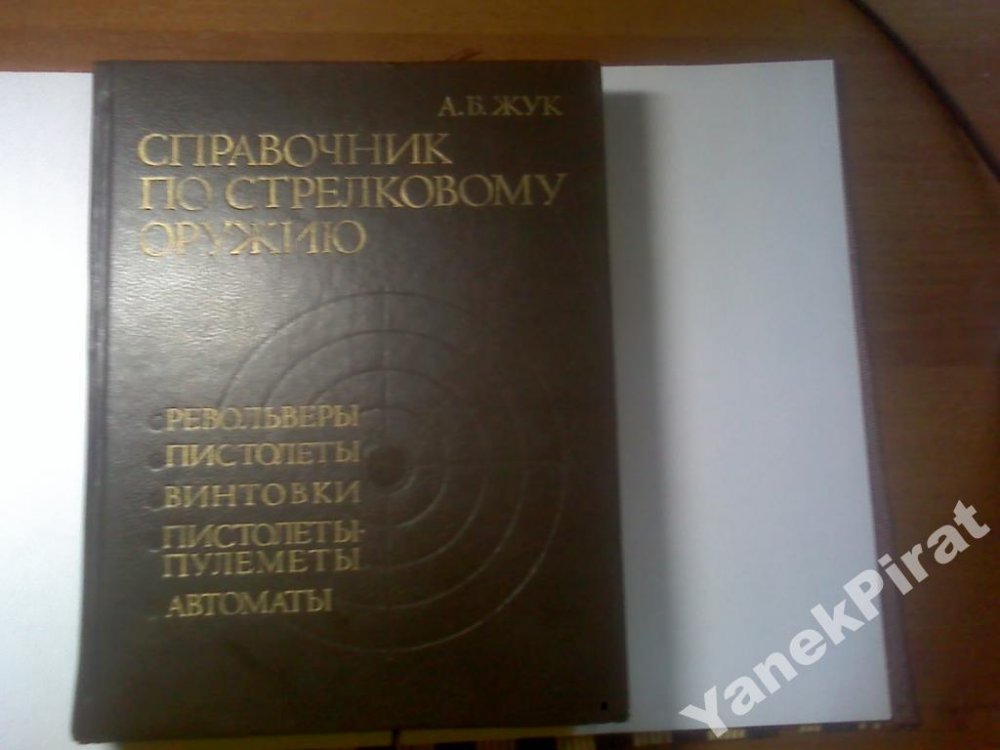 А.Б.ЖУК
СПРАВОЧНИК
ПО СТРЕЛКОВОМУ
ОРУЖИЮ
РЕВОЛЬВЕРЫ
ПИСТОЛЕТЫ
ВИНТОВКИ
ПИСТОЛЕТЫ-
ПУЛЕМЕТЫ
АВТОМАТЫ
YanekPirat